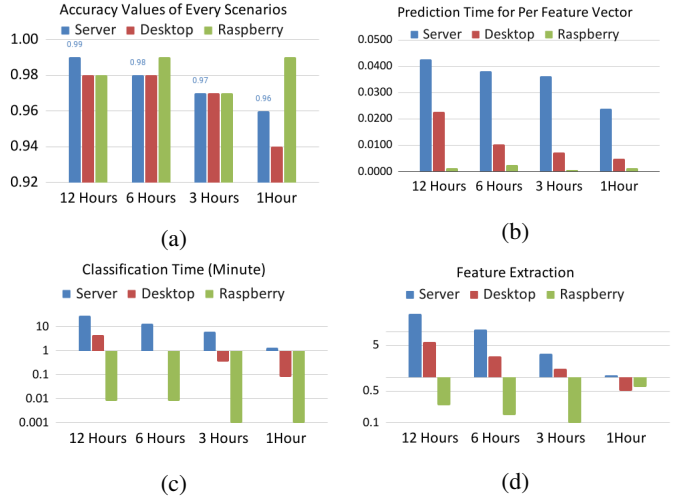 Accuracy Values of Every Scenarios
Server Desktop Raspberry
1.00
0.99
0.98
0.98
0.97
0.96
0.96
0.94
0.92
12 Hours 6 Hours 3 Hours 1Hour
(a)
Prediction Time for Per Feature Vector
Server Desktop Raspberry
0.0500
0.0400
0.0300
0.0200
0.0100
0.0000
12 Hours 6 Hours 3 Hours 1Hour
(b)
Classification Time (Minute)
Server Desktop Raspberry
10
1
0.1
0.01
0.001
12 Hours 6 Hours 3 Hours 1Hour
(c)
Feature Extraction
Server Desktop Raspberry
5
0.5
0.1
12 Hours 6 Hours 3 Hours 1Hour
(d)